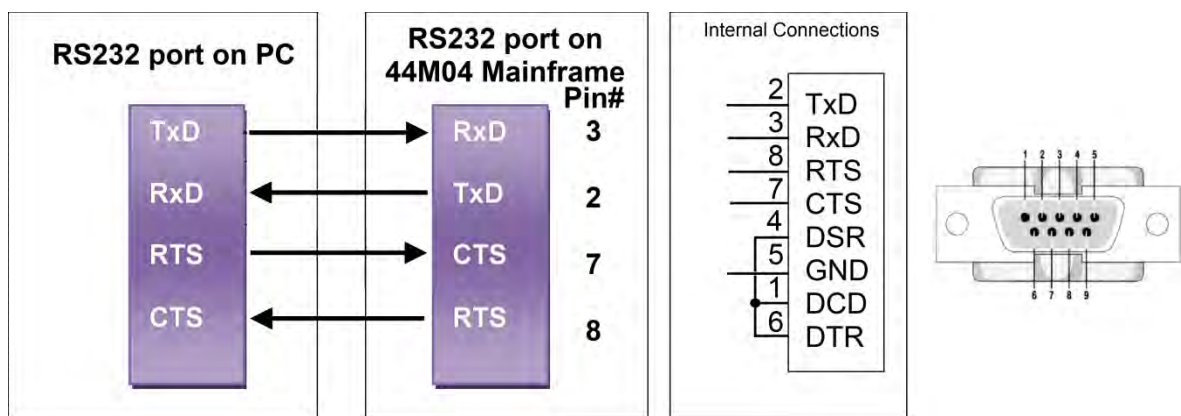 RS232 port on PC
TxD
RxD
RTS
CTS
RS232 port on
44M04 Mainframe
Pin#
RxD 3
TxD 2
CTS 7
RTS 8
Internal Connections
2 TxD
3 RxD
8 RTS
7 CTS
4 DSR
5 GND
1 DCD
6 DTR
1 2 3 4 5
6 7 8 9